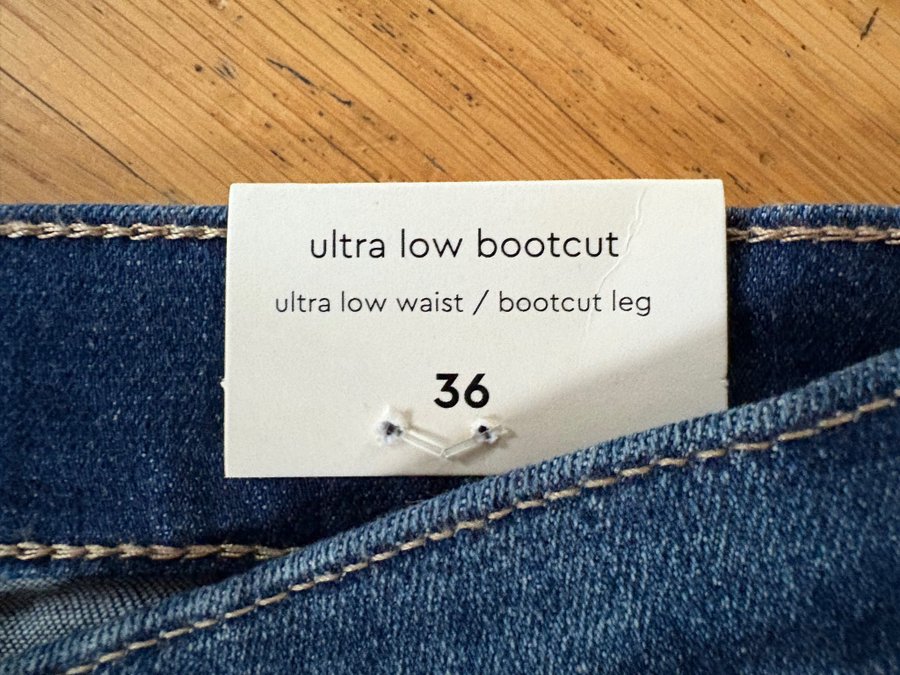 ultra low bootcut
ultra low waist / bootcut leg
36